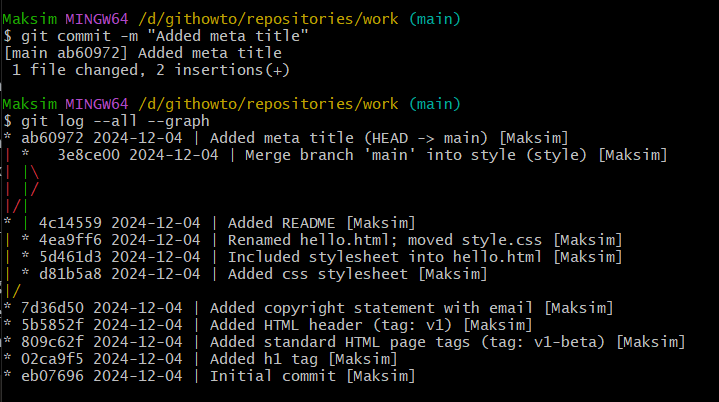 Maksim MINGW64 /d/githowto/repositories/work (main)
$ git commit -m "Added meta title"
[main ab60972] Added meta title
 1 file changed, 2 insertions(+)

Maksim MINGW64 /d/githowto/repositories/work (main)
$ git log --all --graph
* ab60972 2024-12-04 | Added meta title (HEAD -> main) [Maksim]
| *   3e8ce00 2024-12-04 | Merge branch 'main' into style (style) [Maksim]
| |\
| |/
|/|
* | 4c14559 2024-12-04 | Added README [Maksim]
| * 4ea9ff6 2024-12-04 | Renamed hello.html; moved style.css [Maksim]
| * 5d461d3 2024-12-04 | Included stylesheet into hello.html [Maksim]
| * d81b5a8 2024-12-04 | Added css stylesheet [Maksim]
|/
* 7d36d50 2024-12-04 | Added copyright statement with email [Maksim]
* 5b5852f 2024-12-04 | Added HTML header (tag: v1) [Maksim]
* 809c62f 2024-12-04 | Added standard HTML page tags (tag: v1-beta) [Maksim]
* 02ca9f5 2024-12-04 | Added h1 tag [Maksim]
* eb07696 2024-12-04 | Initial commit [Maksim]